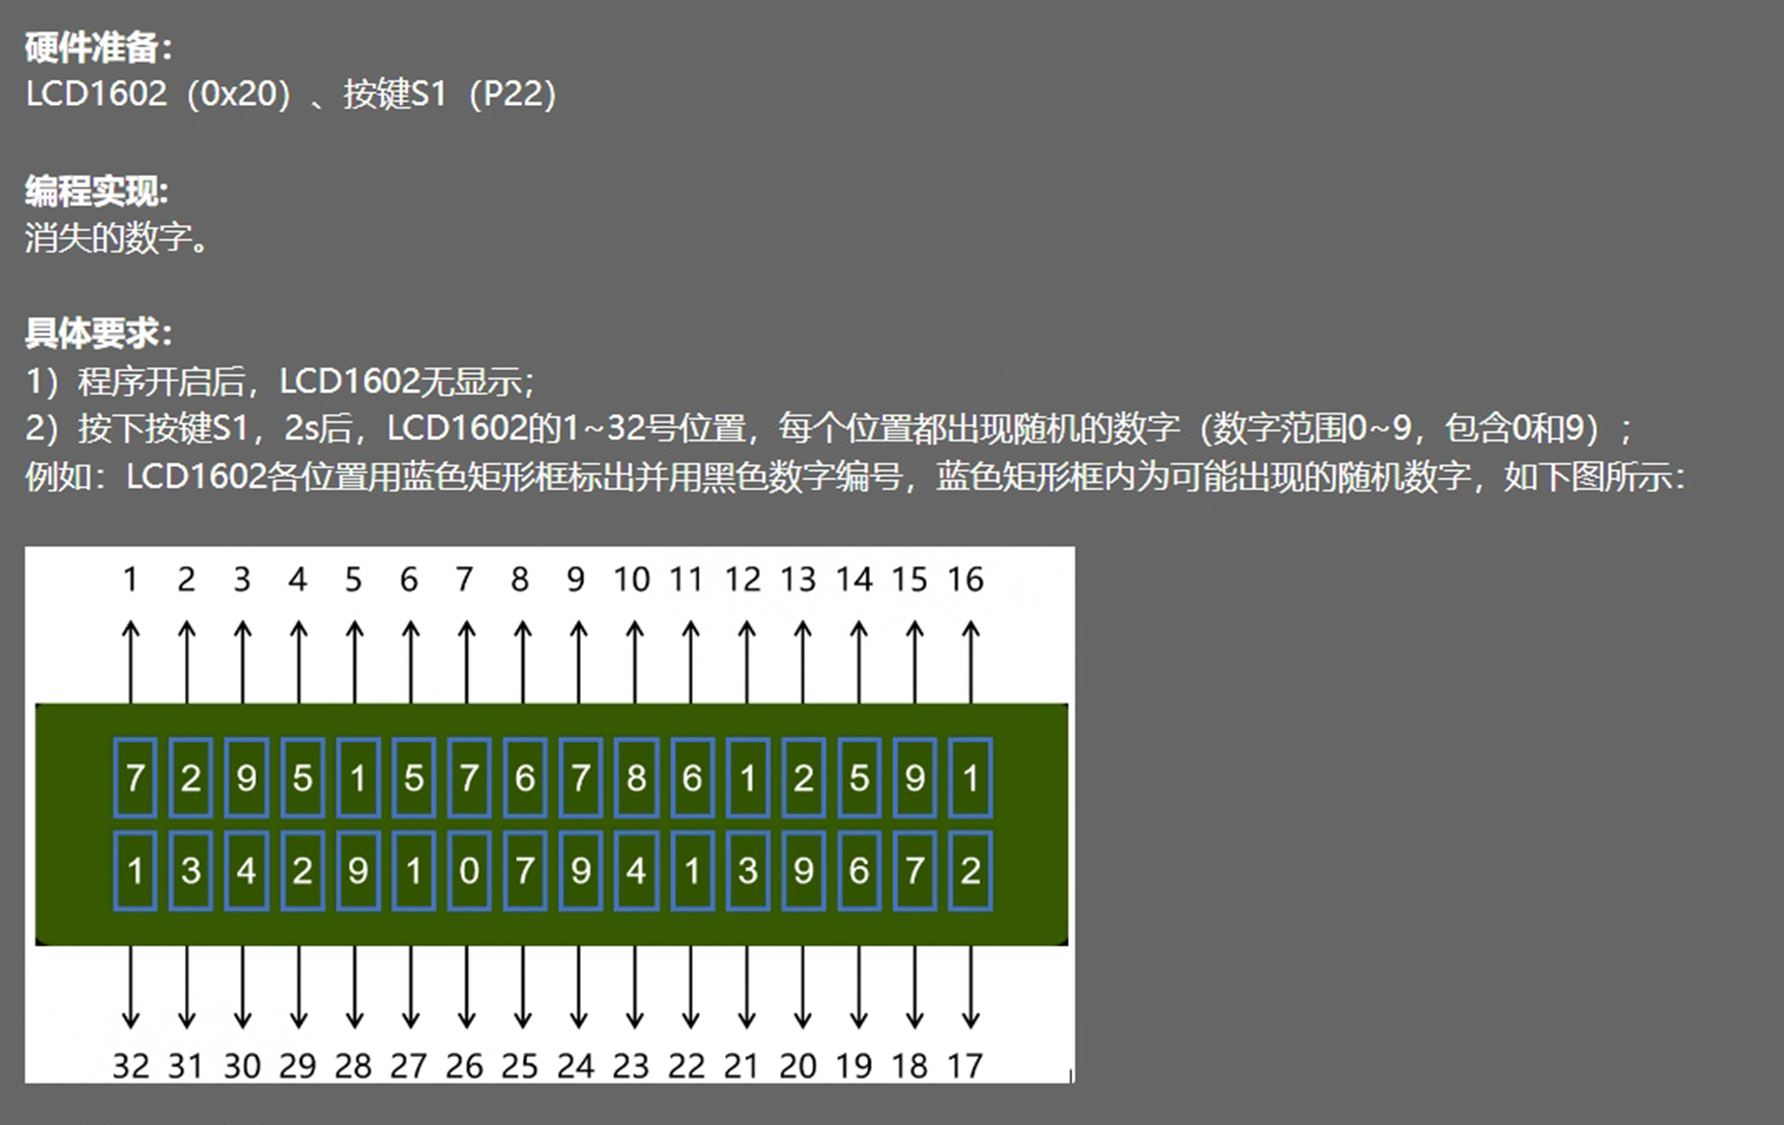 硬件准备：
LCD1602（0x20）、按键S1（P22）
编程实现:
消失的数字。
具体要求：
1）程序开启后，LCD1602无显示；
2）按下按键S1，2s后，LCD1602的1~32号位置，每个位置都出现随机的数字（数字范围0~9，包含0和9）；
例如：LCD1602各位置用蓝色矩形框标出并用黑色数字编号，蓝色矩形框内为可能出现的随机数字，如下图所示：
1 2 3 4 5 6 7 8 9 10 11 12 13 14 15 16
7 2 9 5 1 5 7 6 7 8 6 1 2 5 9 1
1 3 4 2 9 1 0 7 9 4 1 3 9 6 7 2
32 31 30 29 28 27 26 25 24 23 22 21 20 19 18 17